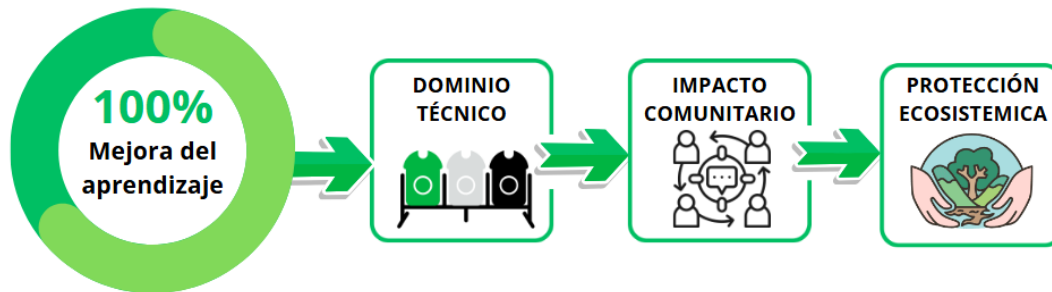 100%
Mejora del
aprendizaje
DOMINIO
TÉCNICO
IMPACTO
COMUNITARIO
PROTECCIÓN
ECOSISTEMICA